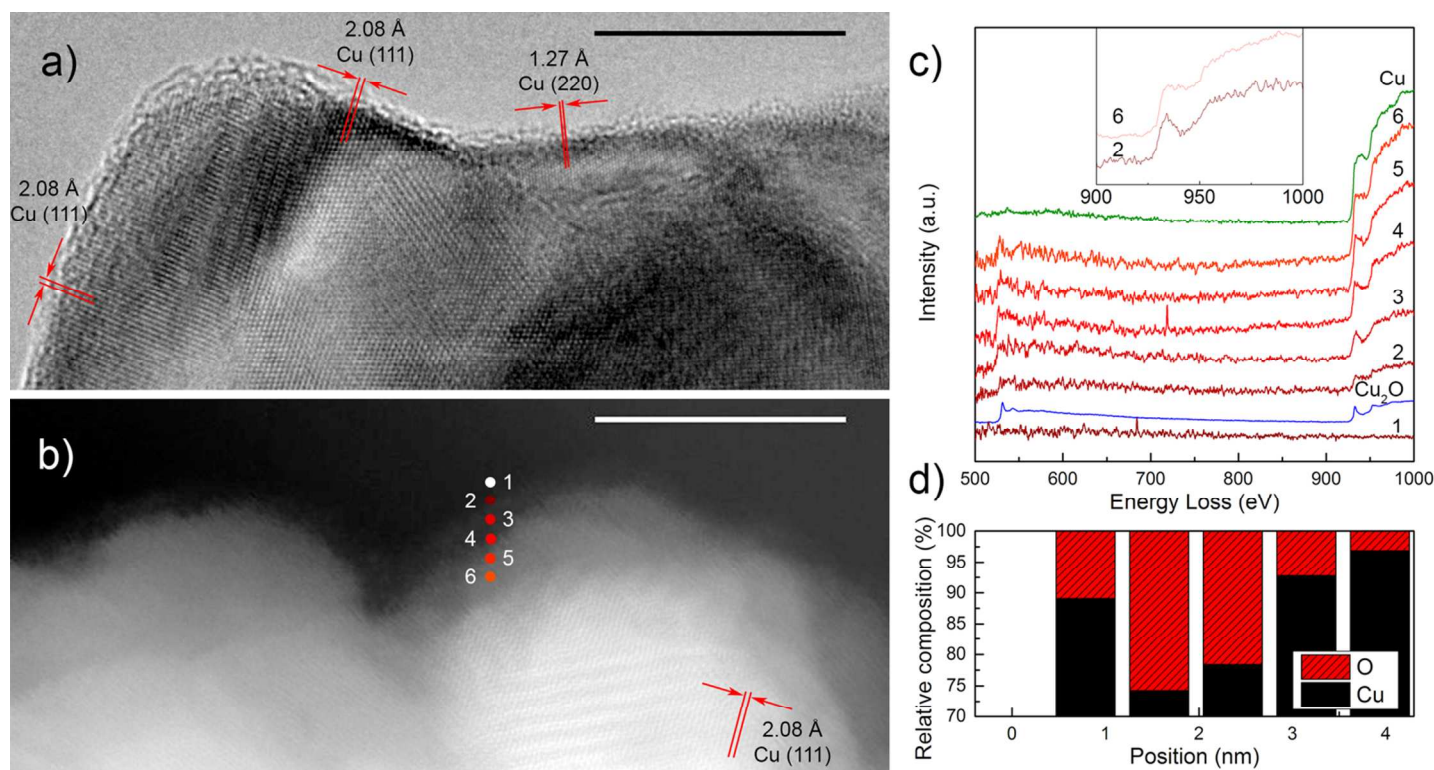 a)
2.08 Å
Cu (111)
1.27 Å
Cu (220)
2.08 Å
Cu (111)
b)
1
2
3
4
5
6
2.08 Å
Cu (111)
c)
Intensity (a.u.)
Cu
6
5
4
3
2
Cu₂O
1
6
2
900 950 1000
500 600 700 800 900 1000
Energy Loss (eV)
d)
Relative composition (%)
100
95
90
85
80
75
70
O
Cu
0 1 2 3 4
Position (nm)